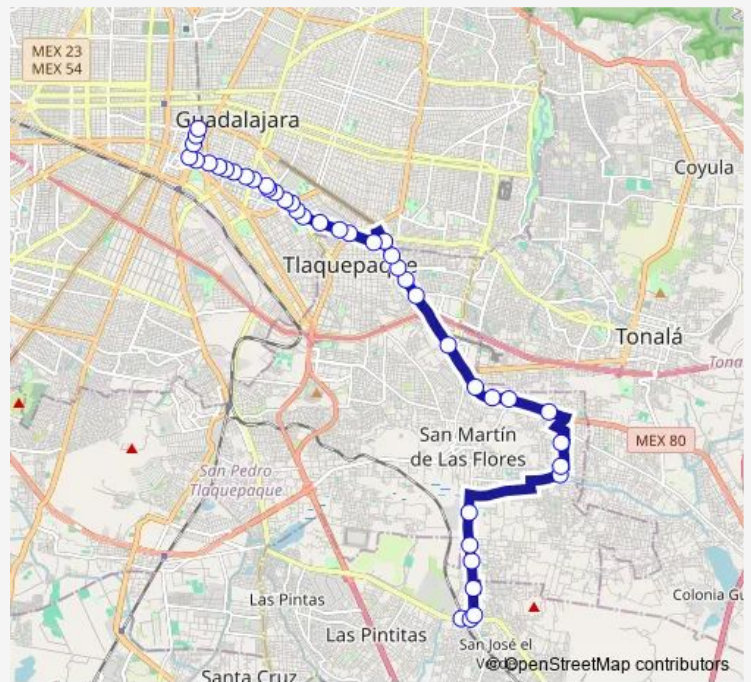 MEX 23
MEX 54
Guadalajara
Coyula
Tlaquepaque
Tonalá
Tona
San Martín
de Las Flores
MEX 80
San Pedro
Tlaquepaque
Las Pintas
Colonia Gu
Las Pintitas
San José el
Santa Cruz
© OpenStreetMap contributors